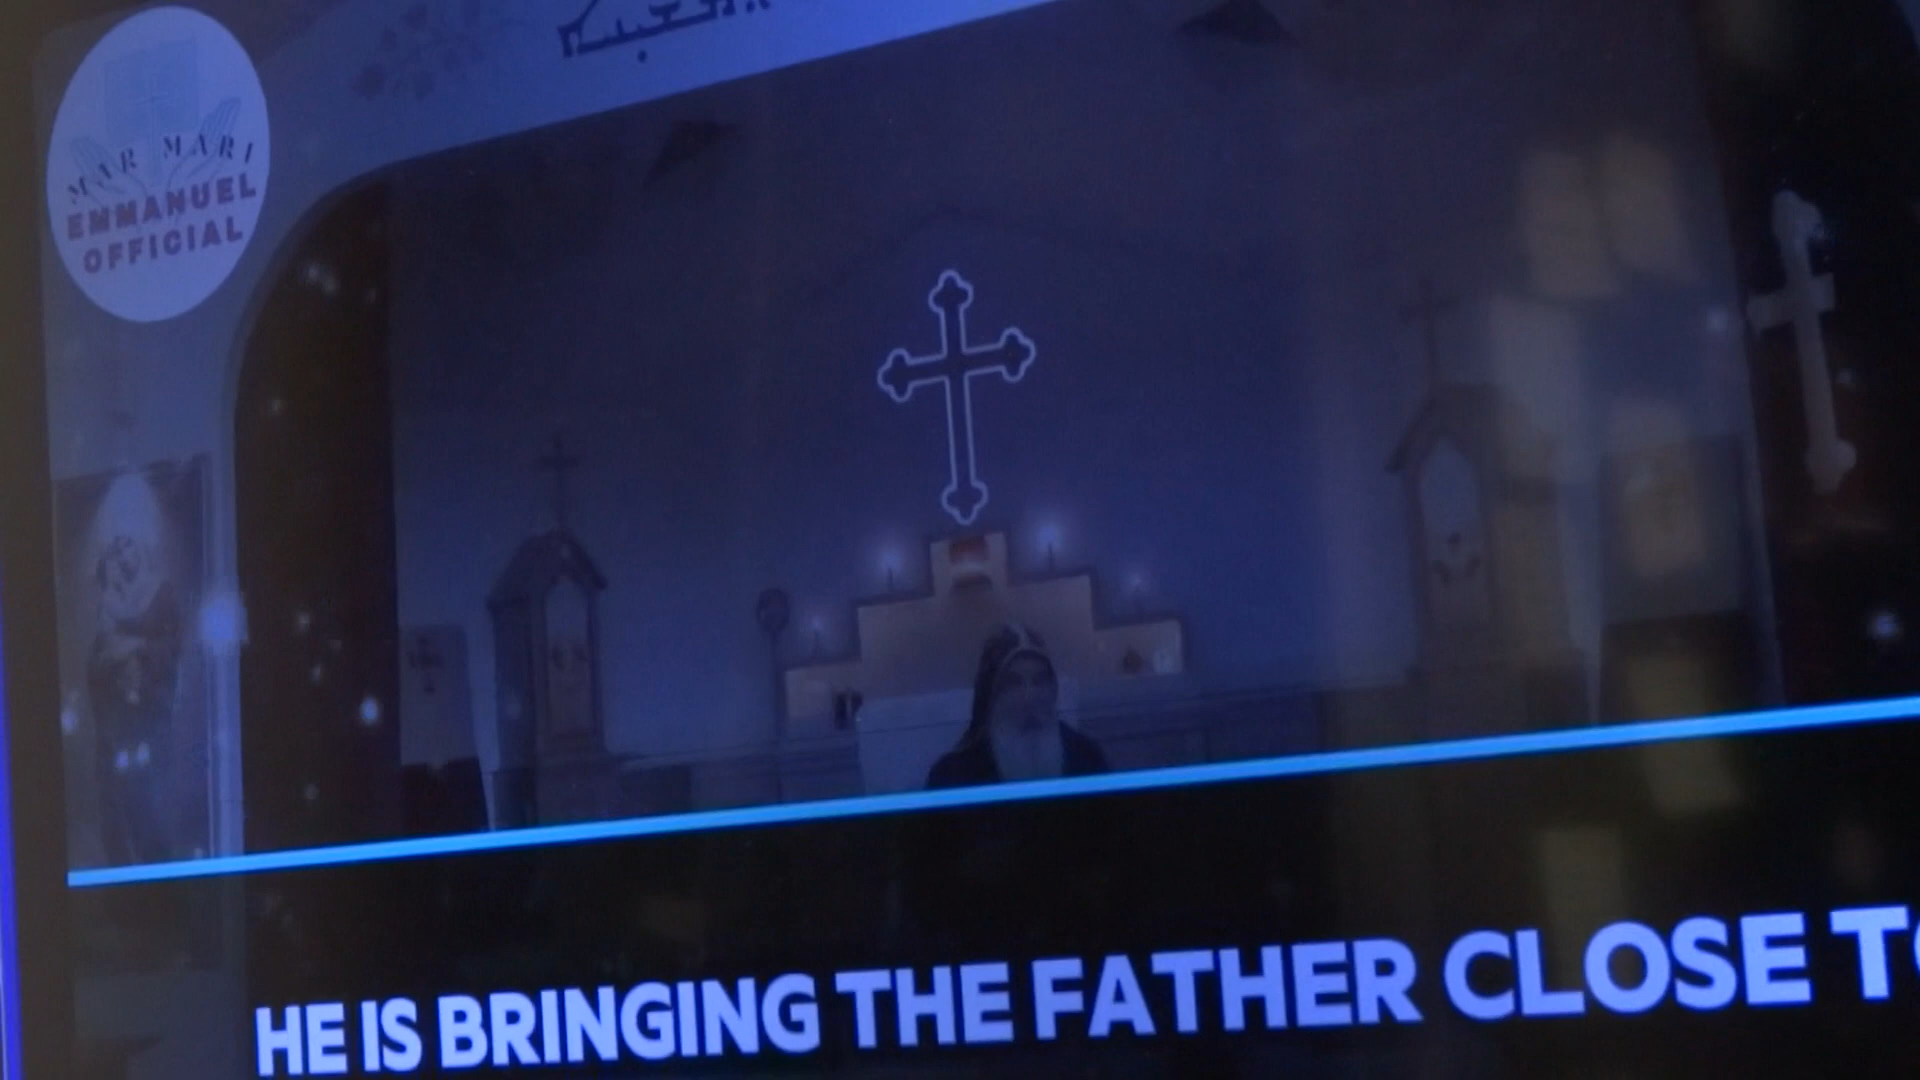 MAR MARI
EMMANUEL
OFFICIAL
HE IS BRINGING THE FATHER CLOSE